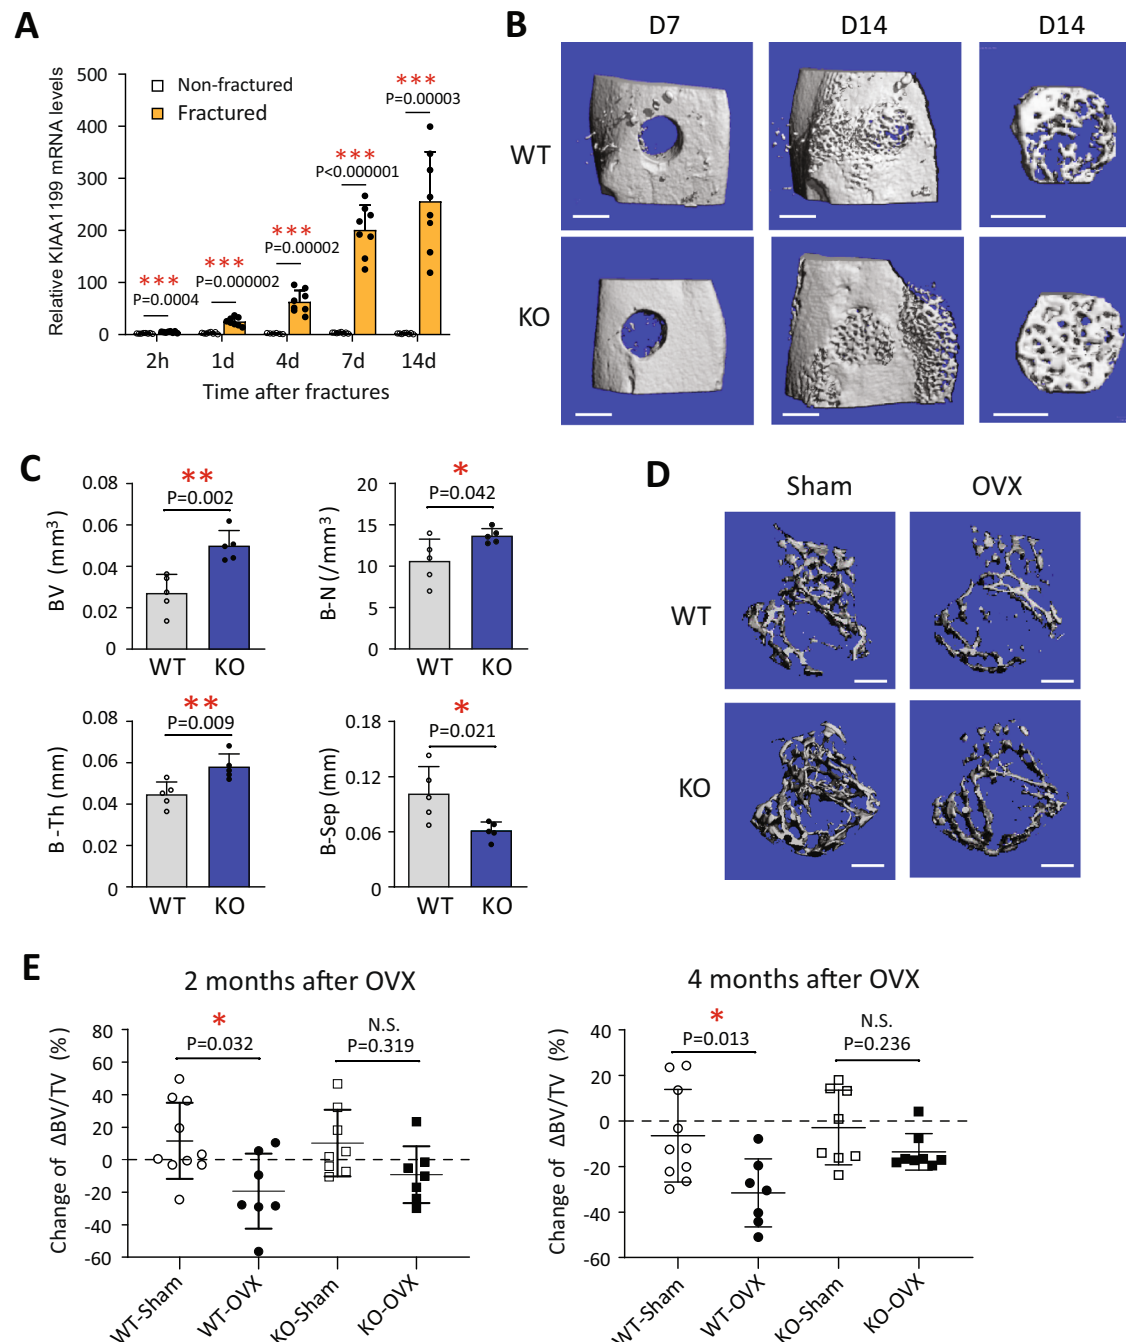 A
Relative KIAA1199 mRNA levels
500
400
300
200
100
0
Non-fractured
Fractured
***
P=0.0004
***
P=0.000002
***
P=0.00002
***
P<0.000001
***
P=0.00003
2h 1d 4d 7d 14d
Time after fractures
B
D7 D14 D14
WT
KO
C
BV (mm³)
0.08
0.06
0.04
0.02
0
**
P=0.002
WT KO
B-N (/mm³)
20
15
10
5
0
*
P=0.042
WT KO
B -Th (mm)
0.08
0.06
0.04
0.02
0
**
P=0.009
WT KO
B-Sep (mm)
0.18
0.12
0.06
0
*
P=0.021
WT KO
D
Sham OVX
WT
KO
E
2 months after OVX
Change of ΔBV/TV (%)
80
60
40
20
0
-20
-40
-60
*
P=0.032
N.S.
P=0.319
WT-Sham WT-OVX KO-Sham KO-OVX
4 months after OVX
Change of ΔBV/TV (%)
40
20
0
-20
-40
-60
*
P=0.013
N.S.
P=0.236
WT-Sham WT-OVX KO-Sham KO-OVX